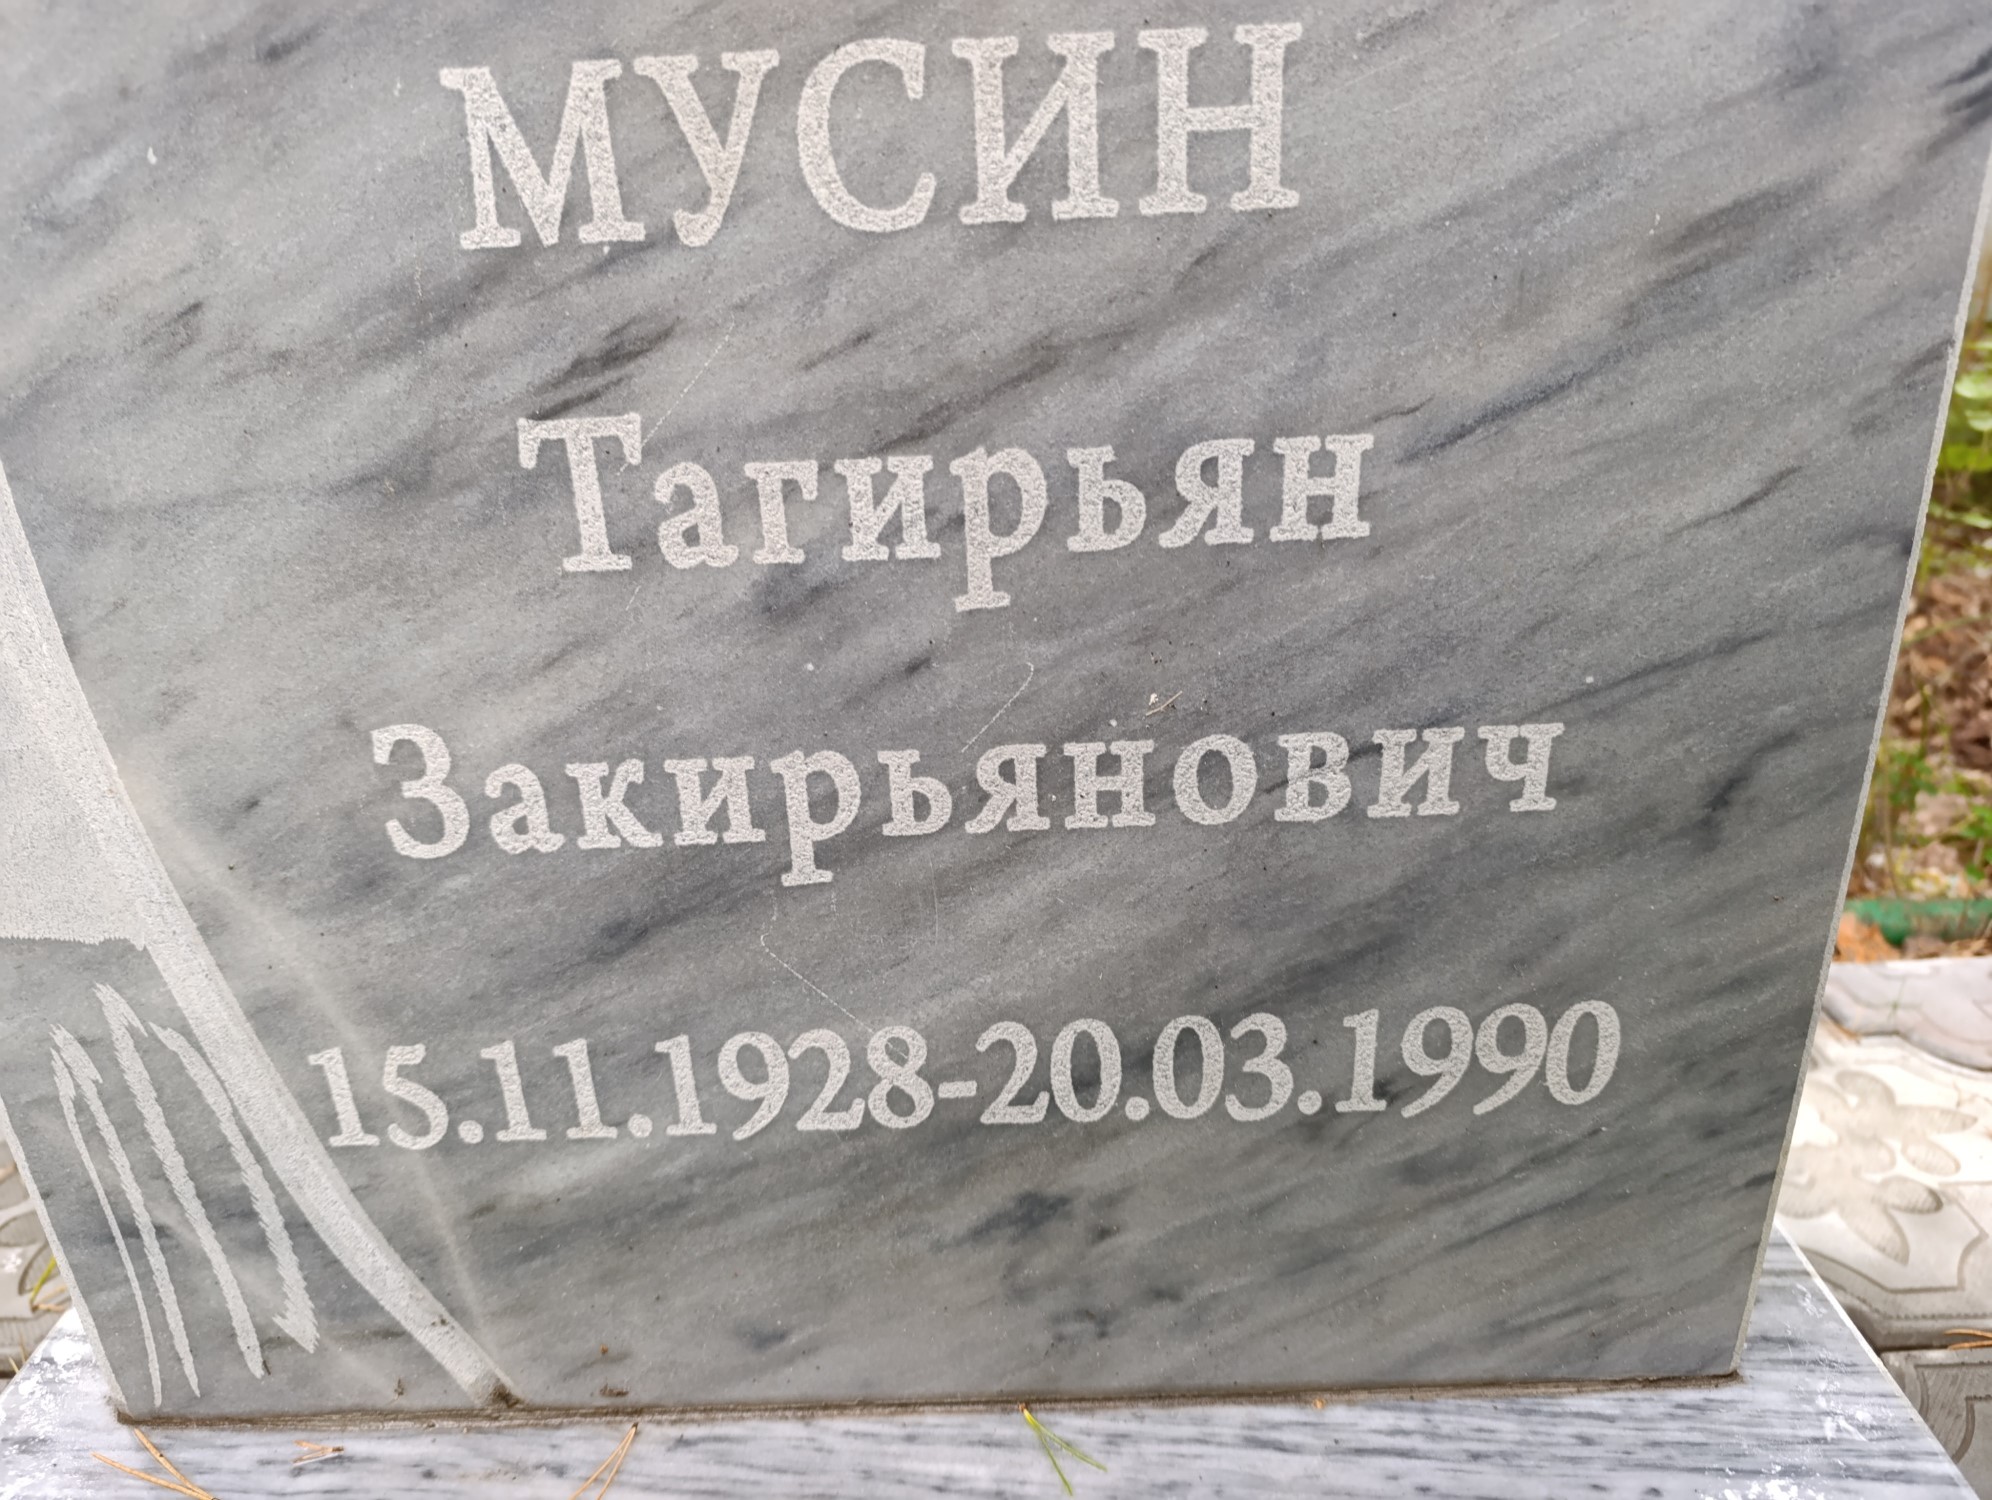 МУСИН
Тагирьян
Закирьянович
15.11.1928-20.03.1990